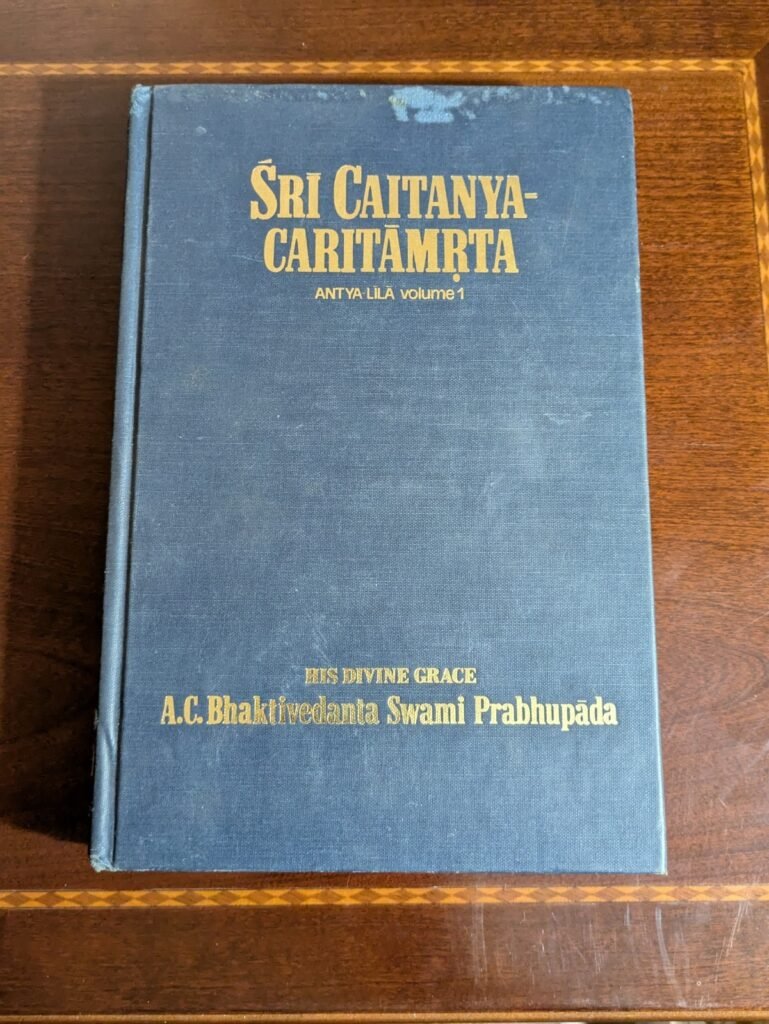 ŚRĪ CAITANYA-
CARITĀMṚTA
ANTYA-LĪLĀ volume 1
HIS DIVINE GRACE
A.C. Bhaktivedanta Swami Prabhupāda